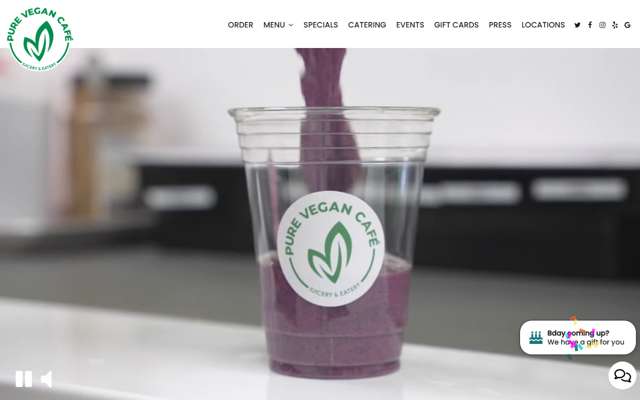 PURE VEGAN CAFÉ
JUICERY & EATERY
ORDER MENU SPECIALS CATERING EVENTS GIFT CARDS PRESS LOCATIONS
PURE VEGAN CAFÉ
JUICERY & EATERY
Bday coming up?
We have a gift for you